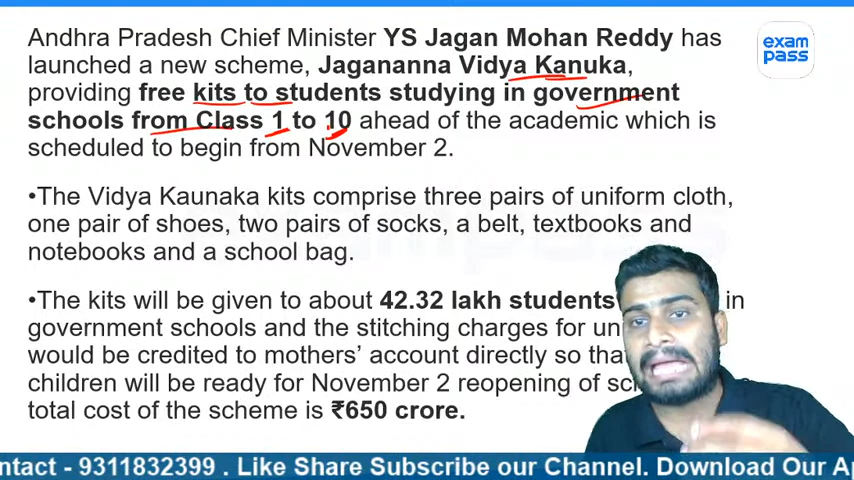 Andhra Pradesh Chief Minister YS Jagan Mohan Reddy has
launched a new scheme, Jagananna Vidya Kanuka,
providing free kits to students studying in government
schools from Class 1 to 10 ahead of the academic which is
scheduled to begin from November 2.
•The Vidya Kaunaka kits comprise three pairs of uniform cloth,
one pair of shoes, two pairs of socks, a belt, textbooks and
notebooks and a school bag.
•The kits will be given to about 42.32 lakh students in
government schools and the stitching charges for un
would be credited to mothers’ account directly so tha
children will be ready for November 2 reopening of sc
total cost of the scheme is ₹650 crore.
exam
pass
ontact - 9311832399 . Like Share Subscribe our Channel. Download Our Ap